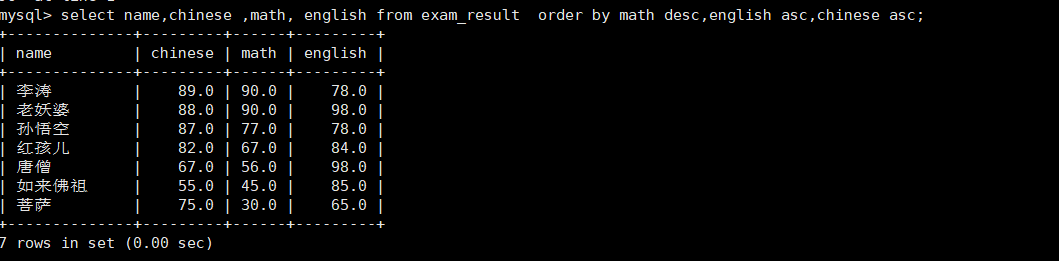 mysql> select name,chinese ,math, english from exam_result  order by math desc,english asc,chinese asc;
+--------------+---------+------+---------+
| name         | chinese | math | english |
+--------------+---------+------+---------+
| 李涛         |    89.0 | 90.0 |    78.0 |
| 老妖婆       |    88.0 | 90.0 |    98.0 |
| 孙悟空       |    87.0 | 77.0 |    78.0 |
| 红孩儿       |    82.0 | 67.0 |    84.0 |
| 唐僧         |    67.0 | 56.0 |    98.0 |
| 如来佛祖     |    55.0 | 45.0 |    85.0 |
| 菩萨         |    75.0 | 30.0 |    65.0 |
+--------------+---------+------+---------+
7 rows in set (0.00 sec)